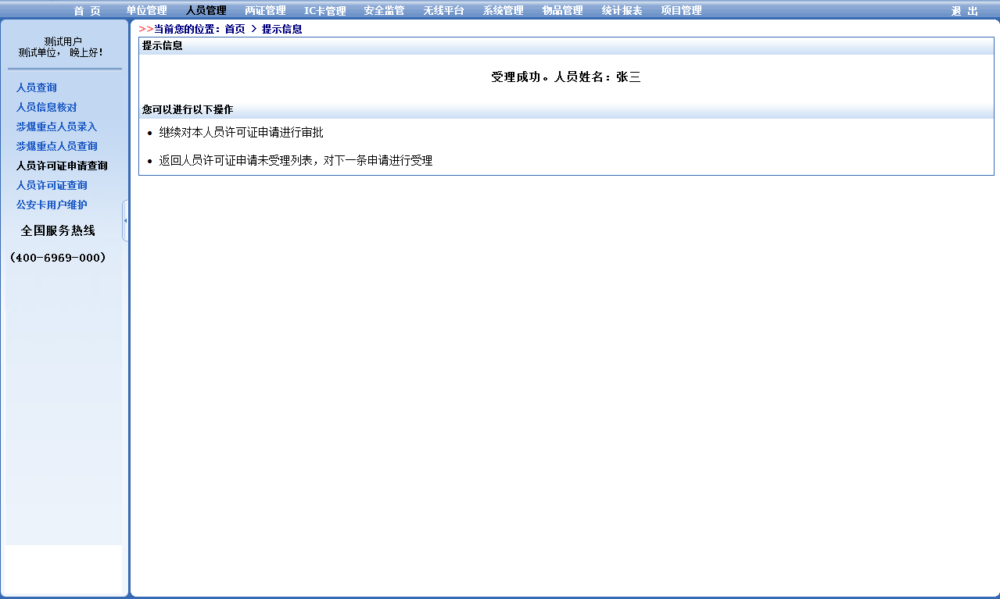 首 页 单位管理 人员管理 两证管理 IC卡管理 安全监管 无线平台 系统管理 物品管理 统计报表 项目管理 退 出
测试用户
测试单位， 晚上好！
人员查询
人员信息核对
涉爆重点人员录入
涉爆重点人员查询
人员许可证申请查询
人员许可证查询
公安卡用户维护
全国服务热线
(400-6969-000)
>>当前您的位置：首页 > 提示信息
提示信息
受理成功。人员姓名：张三
您可以进行以下操作
• 继续对本人员许可证申请进行审批
• 返回人员许可证申请未受理列表，对下一条申请进行受理